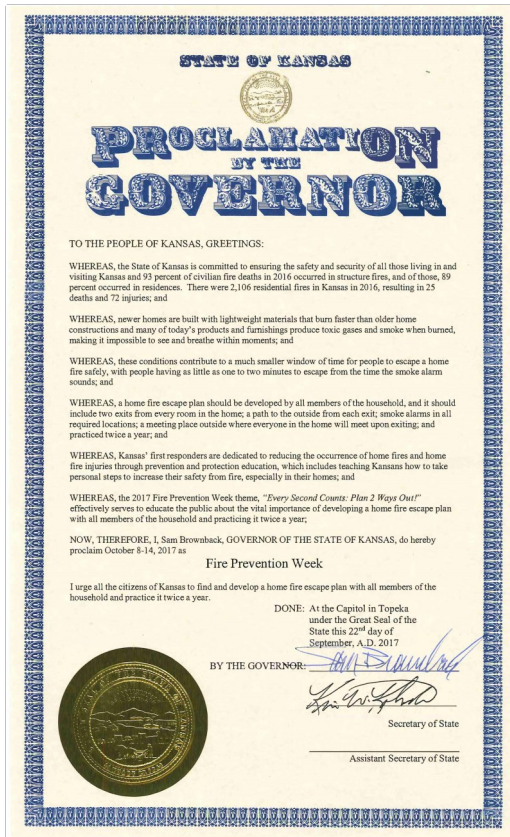 STATE OF KANSAS
PROCLAMATION
BY THE
GOVERNOR
TO THE PEOPLE OF KANSAS, GREETINGS:
WHEREAS, the State of Kansas is committed to ensuring the safety and security of all those living in and
visiting Kansas and 93 percent of civilian fire deaths in 2016 occurred in structure fires, and of those, 89
percent occurred in residences. There were 2,106 residential fires in Kansas in 2016, resulting in 25
deaths and 72 injuries; and
WHEREAS, newer homes are built with lightweight materials that burn faster than older home
constructions and many of today's products and furnishings produce toxic gases and smoke when burned,
making it impossible to see and breathe within moments; and
WHEREAS, these conditions contribute to a much smaller window of time for people to escape a home
fire safely, with people having as little as one to two minutes to escape from the time the smoke alarm
sounds; and
WHEREAS, a home fire escape plan should be developed by all members of the household, and it should
include two exits from every room in the home; a path to the outside from each exit; smoke alarms in all
required locations; a meeting place outside where everyone in the home will meet upon exiting; and
practiced twice a year; and
WHEREAS, Kansas' first responders are dedicated to reducing the occurrence of home fires and home
fire injuries through prevention and protection education, which includes teaching Kansans how to take
personal steps to increase their safety from fire, especially in their homes; and
WHEREAS, the 2017 Fire Prevention Week theme, "Every Second Counts: Plan 2 Ways Out!"
effectively serves to educate the public about the vital importance of developing a home fire escape plan
with all members of the household and practicing it twice a year;
NOW, THEREFORE, I, Sam Brownback, GOVERNOR OF THE STATE OF KANSAS, do hereby
proclaim October 8-14, 2017 as
Fire Prevention Week
I urge all the citizens of Kansas to find and develop a home fire escape plan with all members of the
household and practice it twice a year.
DONE: At the Capitol in Topeka
under the Great Seal of the
State this 22nd day of
September, A.D. 2017
BY THE GOVERNOR: Sam Brownback
Secretary of State
Assistant Secretary of State